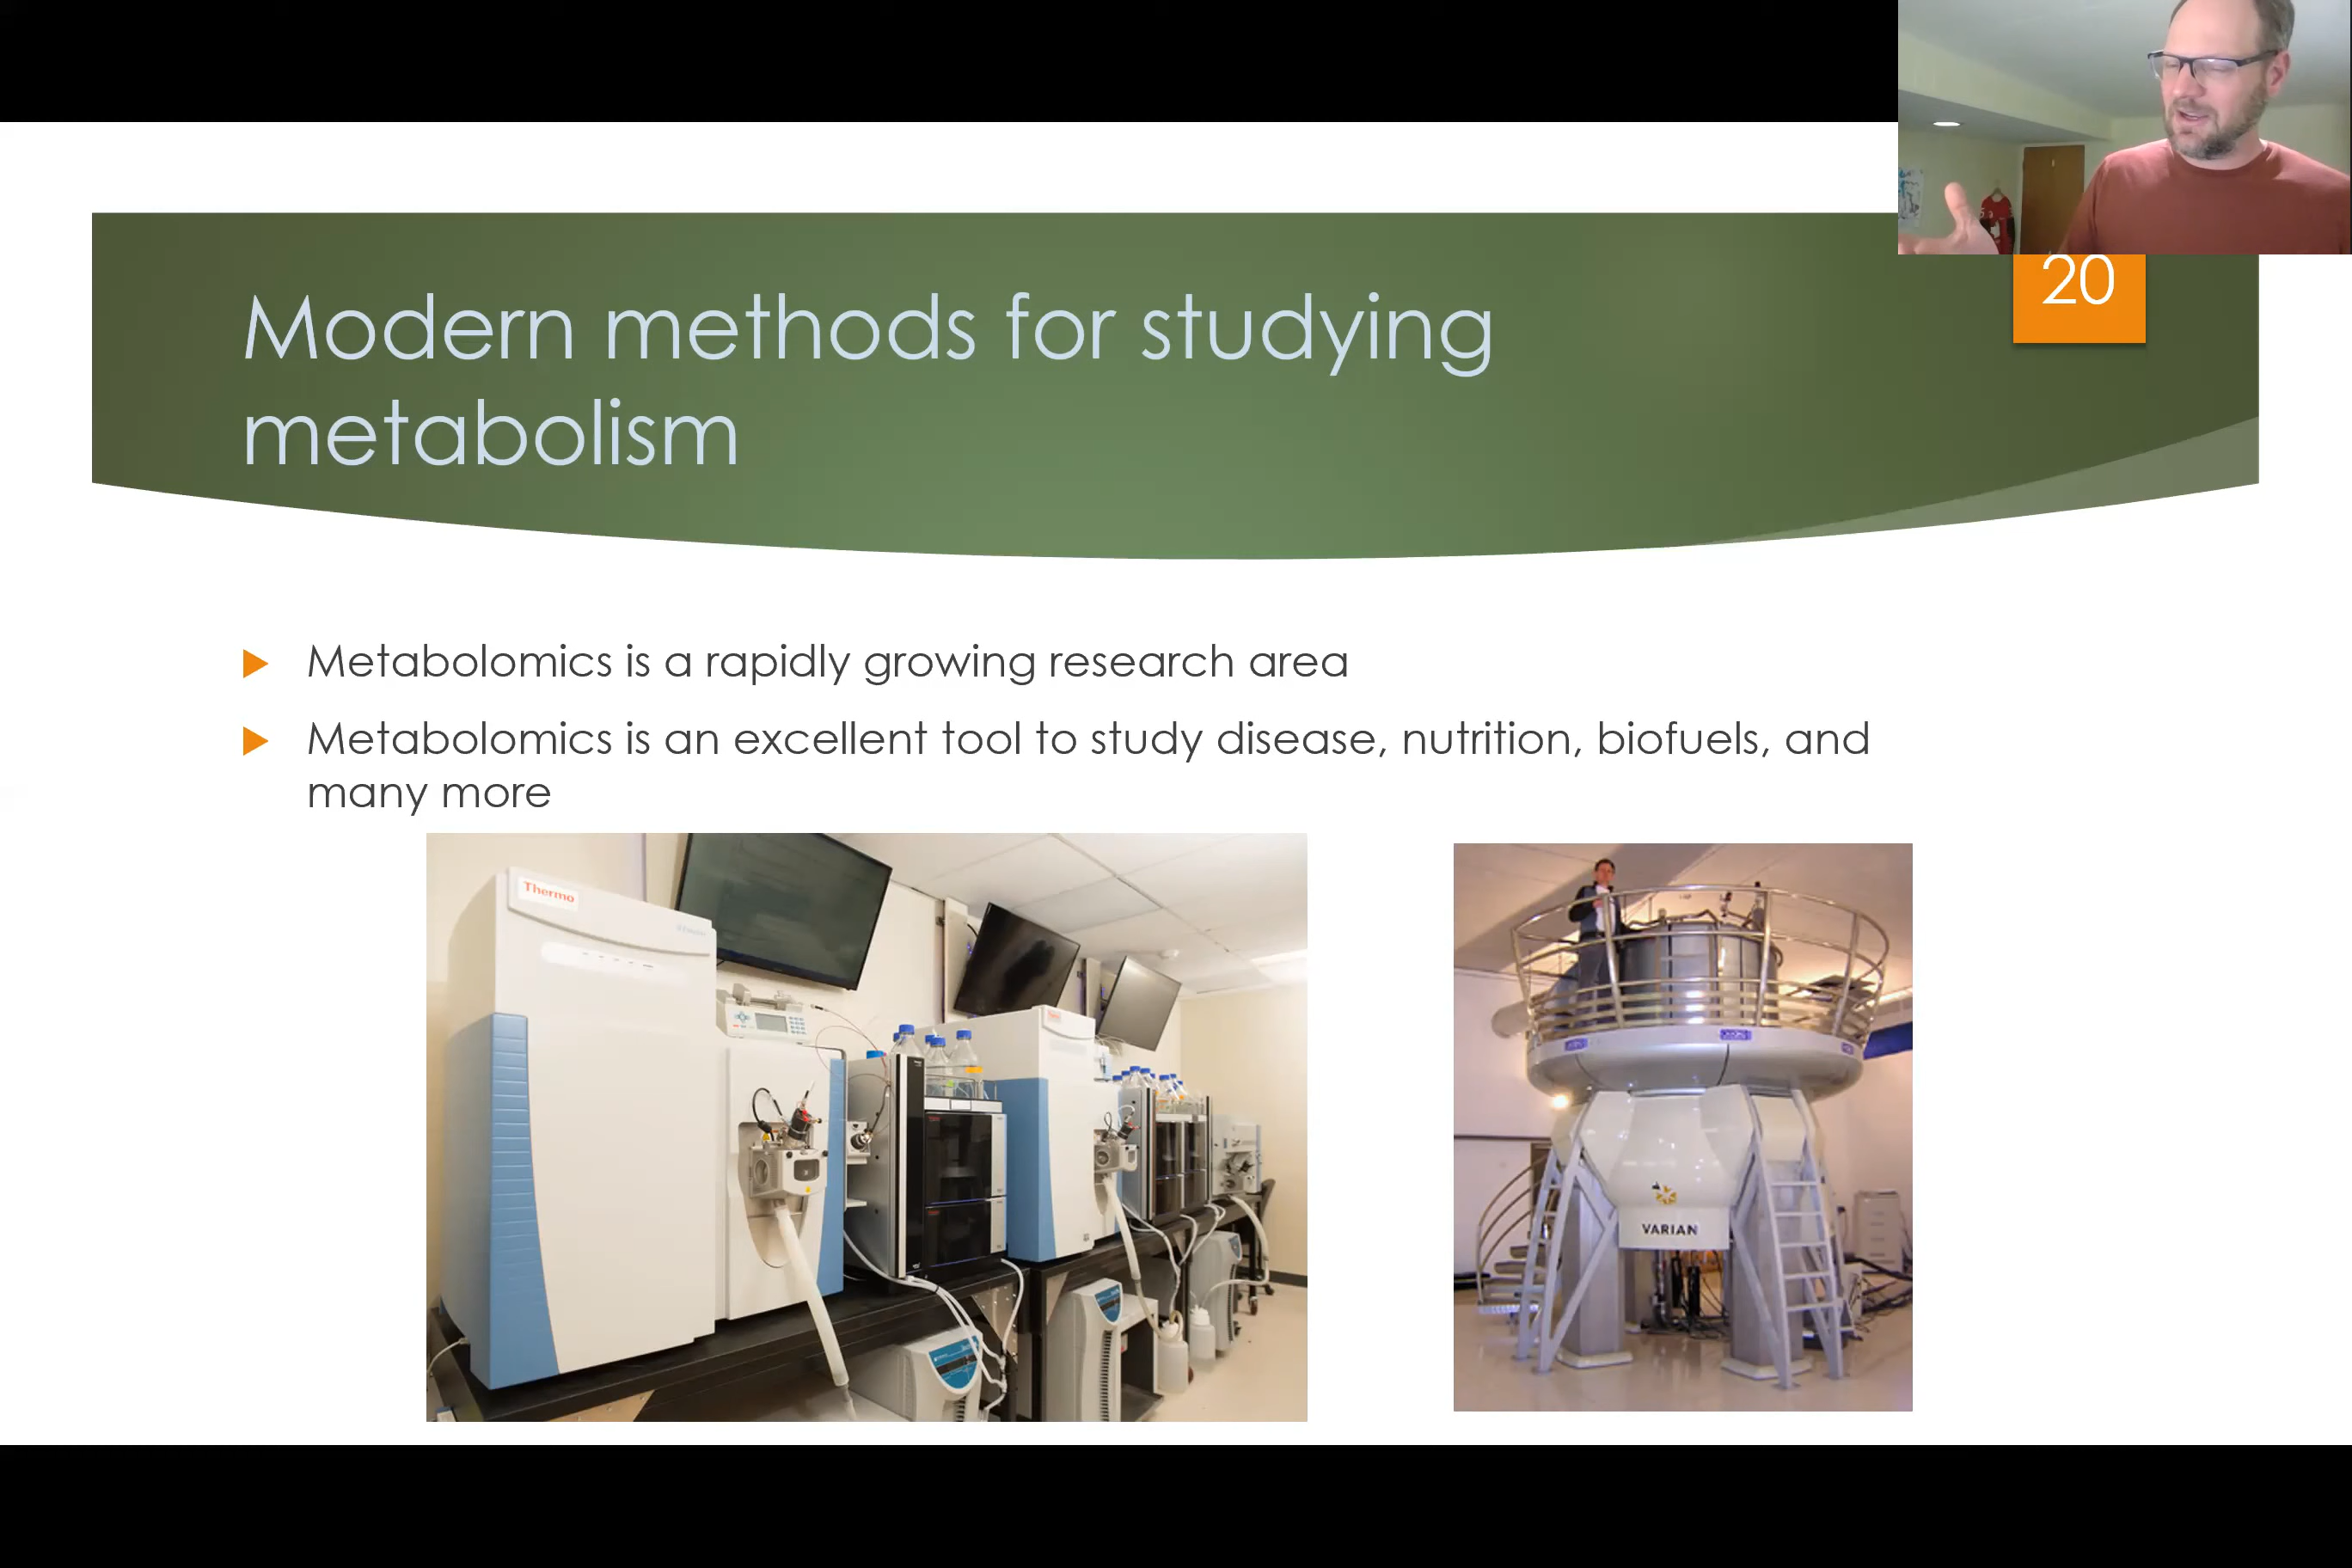 20
Modern methods for studying
metabolism
Metabolomics is a rapidly growing research area
Metabolomics is an excellent tool to study disease, nutrition, biofuels, and
many more
Thermo
VARIAN